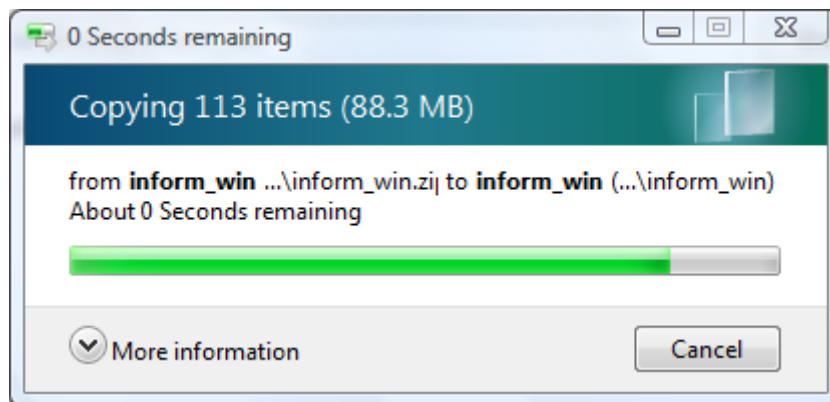 0 Seconds remaining
Copying 113 items (88.3 MB)
from inform_win ...\inform_win.zip to inform_win (...\inform_win)
About 0 Seconds remaining
More information
Cancel